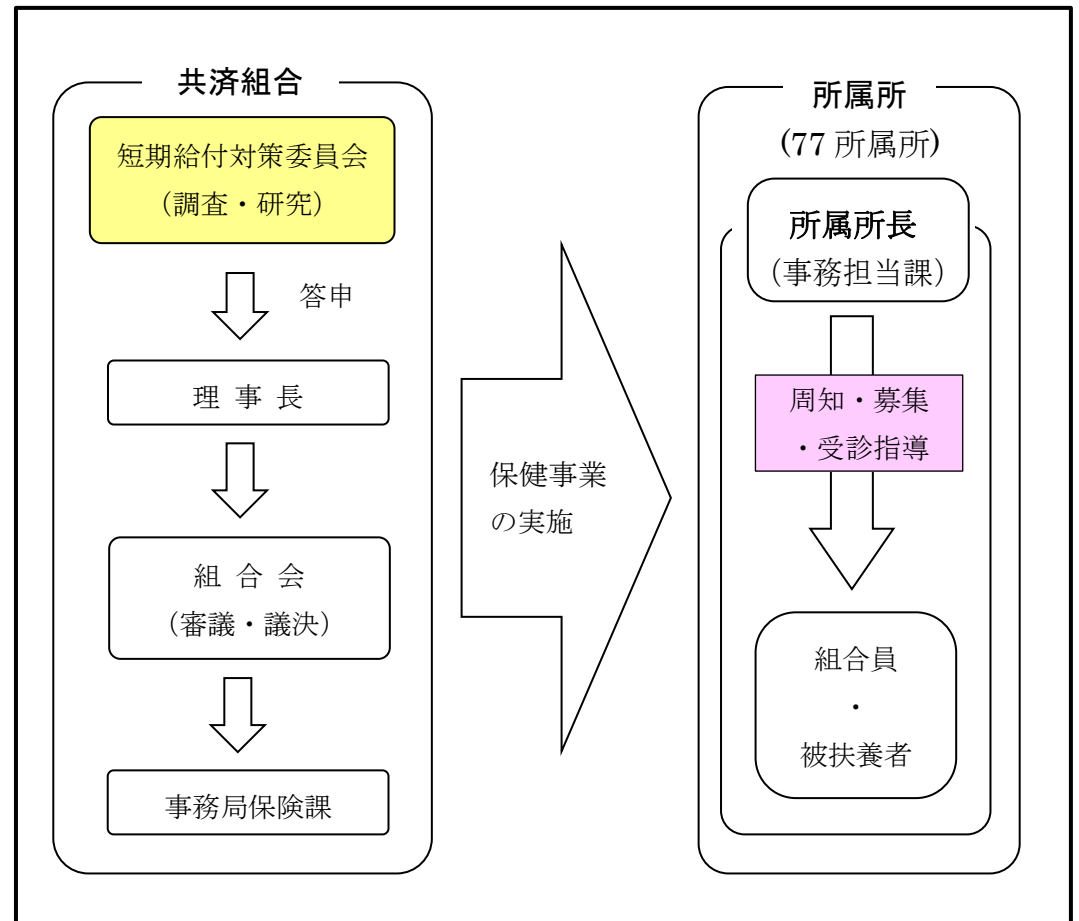 共済組合
短期給付対策委員会
（調査・研究）
答申
理 事 長
組 合 会
（審議・議決）
事務局保険課
保健事業
の実施
所属所
(77 所属所)
所属所長
（事務担当課）
周知・募集
・受診指導
組合員
・
被扶養者